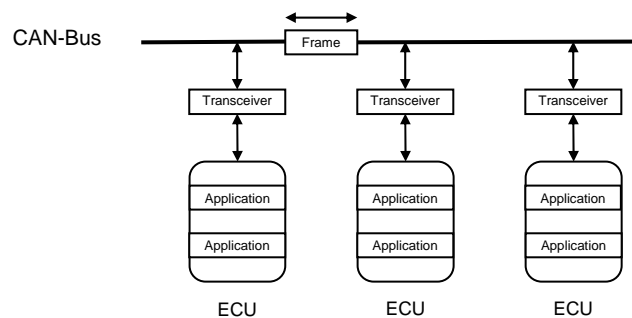 CAN-Bus
Frame
Transceiver Transceiver Transceiver
Application Application Application
Application Application Application
ECU ECU ECU